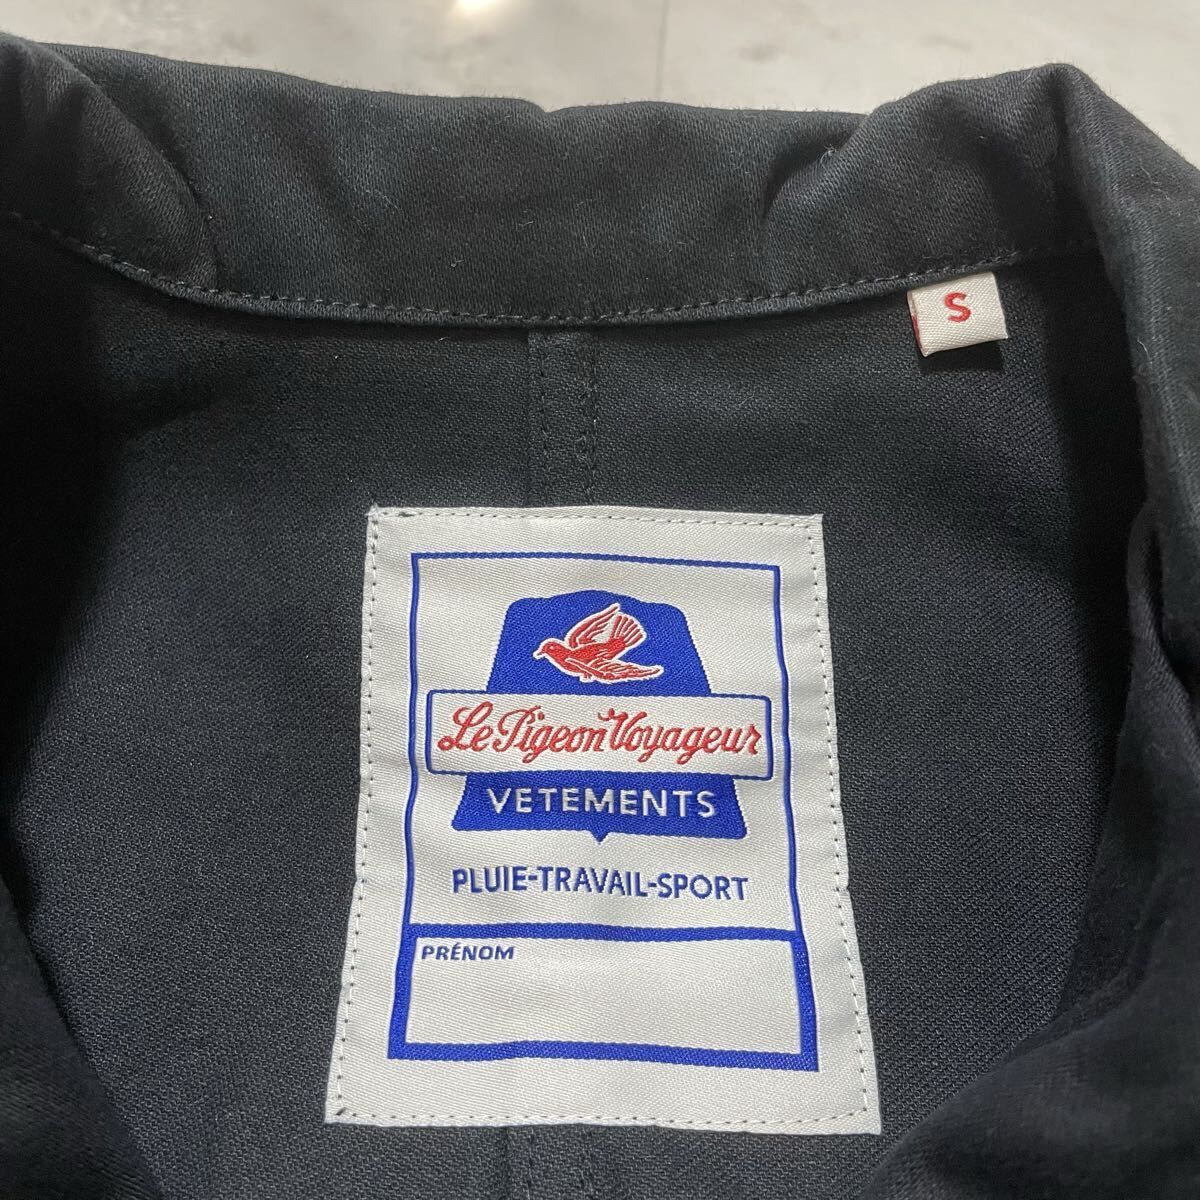 S
Le Pigeon Voyageur
VETEMENTS
PLUIE-TRAVAIL-SPORT
PRÉNOM